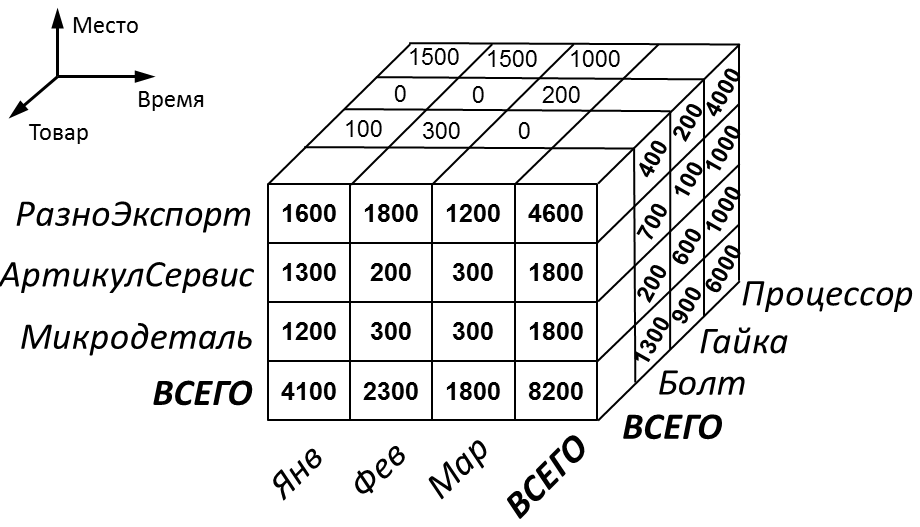 Место
Время
Товар
1500 1500 1000
0 0 200
100 300 0
400 200 4000
700 100 1000
200 600 1000
1300 900 6000
РазноЭкспорт 1600 1800 1200 4600
АртикулСервис 1300 200 300 1800
Микродеталь 1200 300 300 1800
ВСЕГО 4100 2300 1800 8200
Процессор
Гайка
Болт
ВСЕГО
Янв Фев Мар ВСЕГО